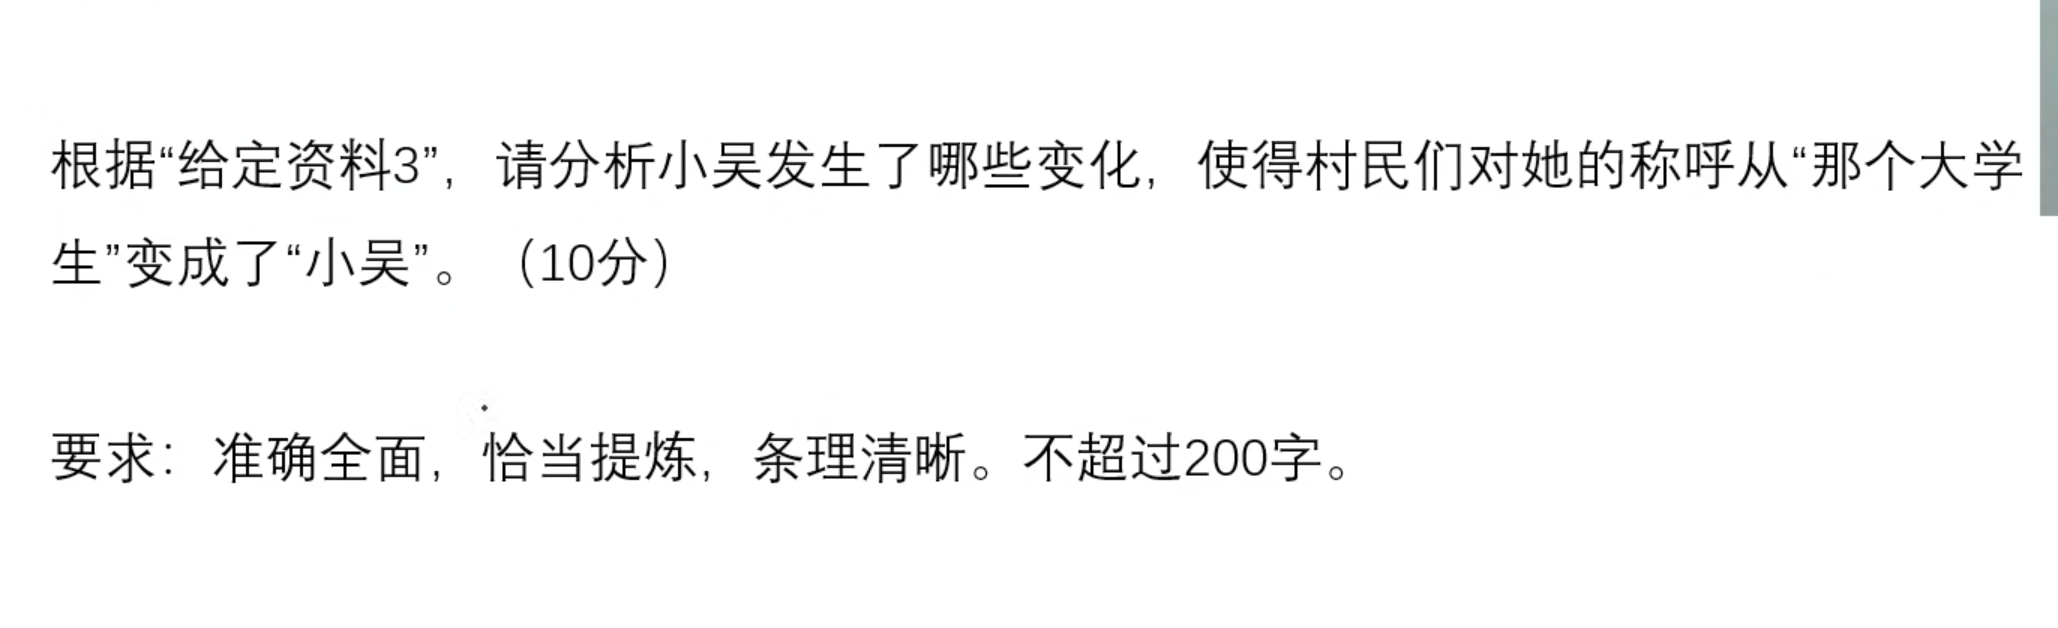 根据“给定资料3”，请分析小吴发生了哪些变化，使得村民们对她的称呼从“那个大学
生”变成了“小吴”。（10分）
要求：准确全面，恰当提炼，条理清晰。不超过200字。